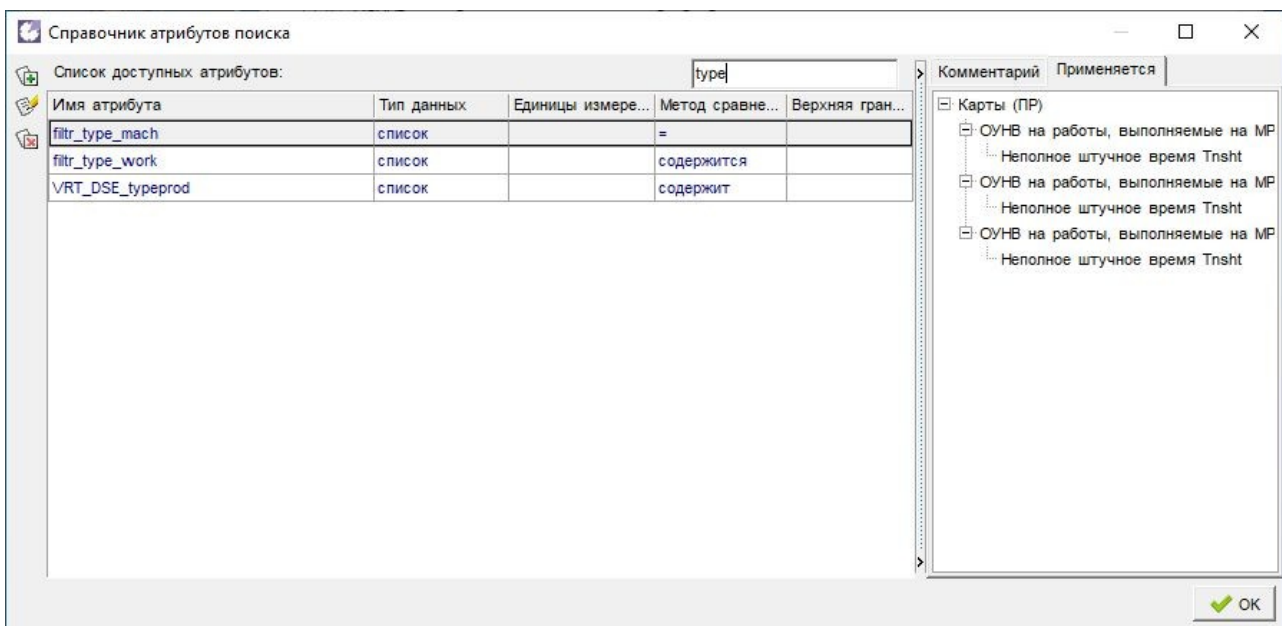 Справочник атрибутов поиска
Список доступных атрибутов: type
Комментарий Применяется
Имя атрибута Тип данных Единицы измере... Метод сравне... Верхняя гран...
filtr_type_mach список =
filtr_type_work список содержится
VRT_DSE_typeprod список содержит
Карты (ПР)
ОУНВ на работы, выполняемые на МР
Неполное штучное время Tnsht
ОУНВ на работы, выполняемые на МР
Неполное штучное время Tnsht
ОУНВ на работы, выполняемые на МР
Неполное штучное время Tnsht
OK